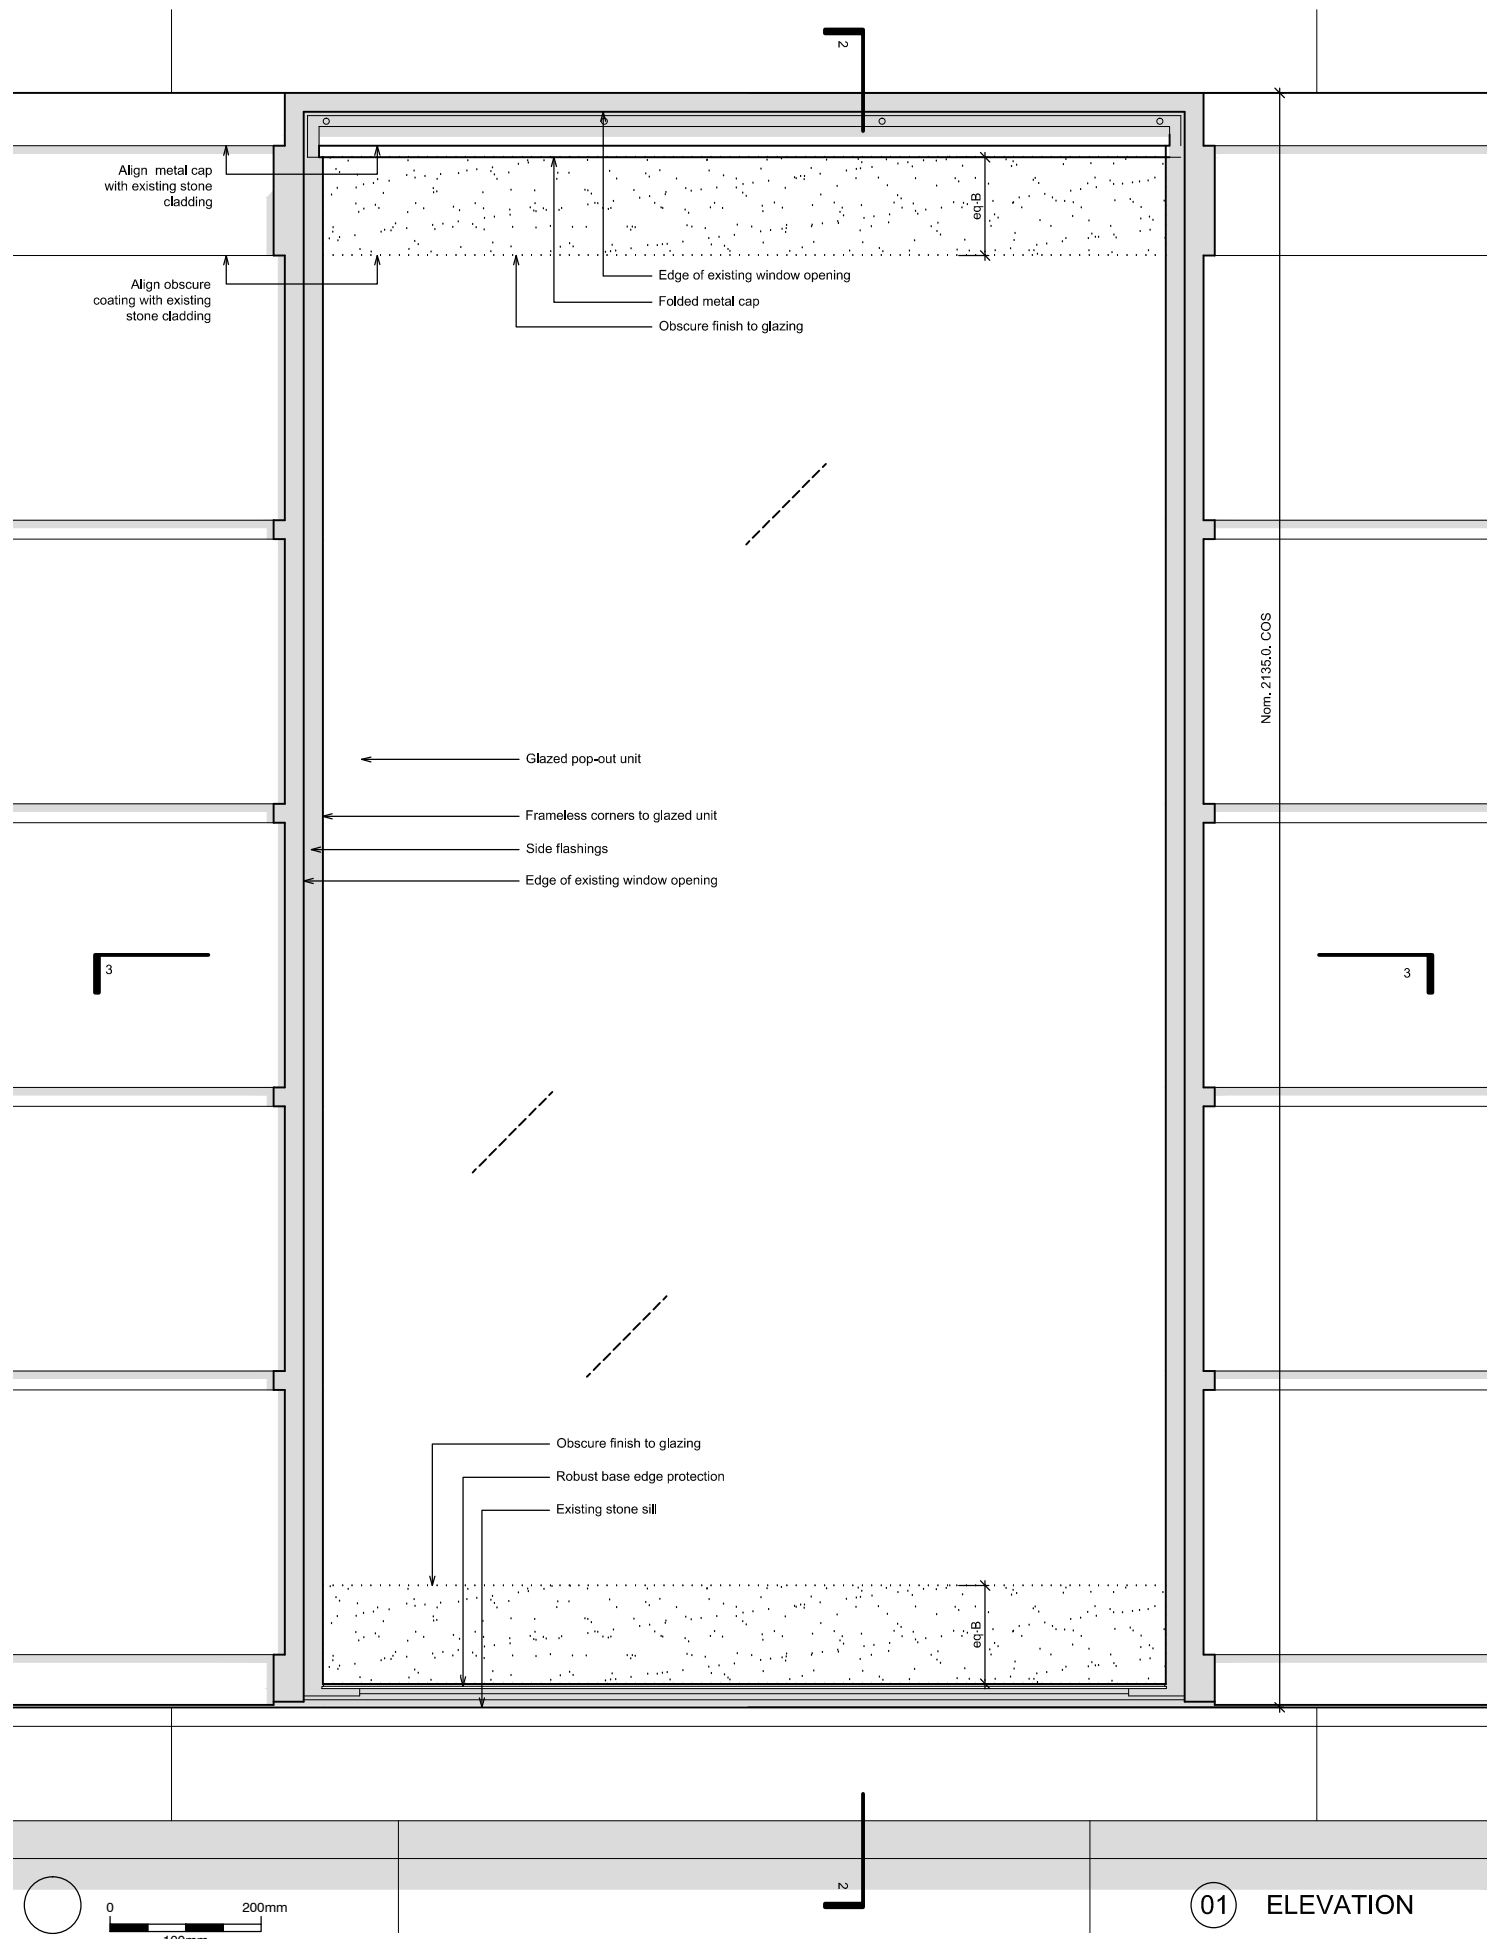 2
Align metal cap
with existing stone
cladding
eq-B
Edge of existing window opening
Align obscure
coating with existing
stone cladding
Folded metal cap
Obscure finish to glazing
Nom. 2135.0. COS
Glazed pop-out unit
Frameless corners to glazed unit
Side flashings
Edge of existing window opening
3
3
Obscure finish to glazing
Robust base edge protection
Existing stone sill
eq-B
2
0
200mm
100mm
01 ELEVATION